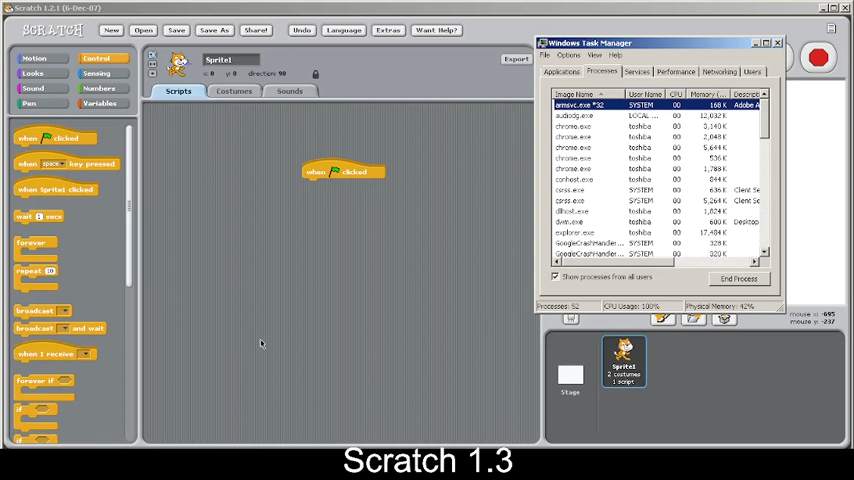 Scratch 1.2.1 (6-Dec-07)
SCRATCH
New
Open
Save
Save As
Share!
Undo
Language
Extras
Want Help?
Motion
Control
Looks
Sensing
Sound
Numbers
Pen
Variables
Sprite1
x: 0 y: 0 direction: 90
Export
Scripts
Costumes
Sounds
when clicked
when space key pressed
when Sprite1 clicked
wait 1 secs
forever
repeat 10
broadcast
broadcast and wait
when I receive
forever if
if
if
when clicked
Windows Task Manager
File Options View Help
Applications Processes Services Performance Networking Users
Image Name User Name CPU Memory (... Descripti
armsvc.exe *32 SYSTEM 00 168 K Adobe A
audiodg.exe LOCAL ... 00 12,032 K
chrome.exe toshiba 00 3,140 K
chrome.exe toshiba 00 2,048 K
chrome.exe toshiba 00 5,644 K
chrome.exe toshiba 00 536 K
chrome.exe toshiba 00 1,788 K
conhost.exe toshiba 00 844 K
csrss.exe SYSTEM 00 636 K Client Se
csrss.exe SYSTEM 00 5,264 K Client Se
dllhost.exe toshiba 00 1,824 K
dwm.exe toshiba 00 608 K Desktop
explorer.exe toshiba 00 17,484 K
GoogleCrashHandler... SYSTEM 00 328 K
GoogleCrashHandler... SYSTEM 00 320 K
Show processes from all users
End Process
Processes: 52
CPU Usage: 100%
Physical Memory: 42%
mouse x: -695
mouse y: -237
Sprite1
2 costumes
1 script
Stage
Scratch 1.3